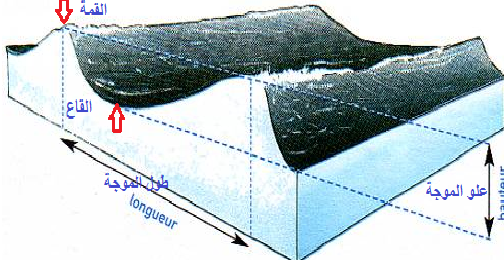 القمة
القاع
طول الموجة
longueur
علو الموجة
hauteur